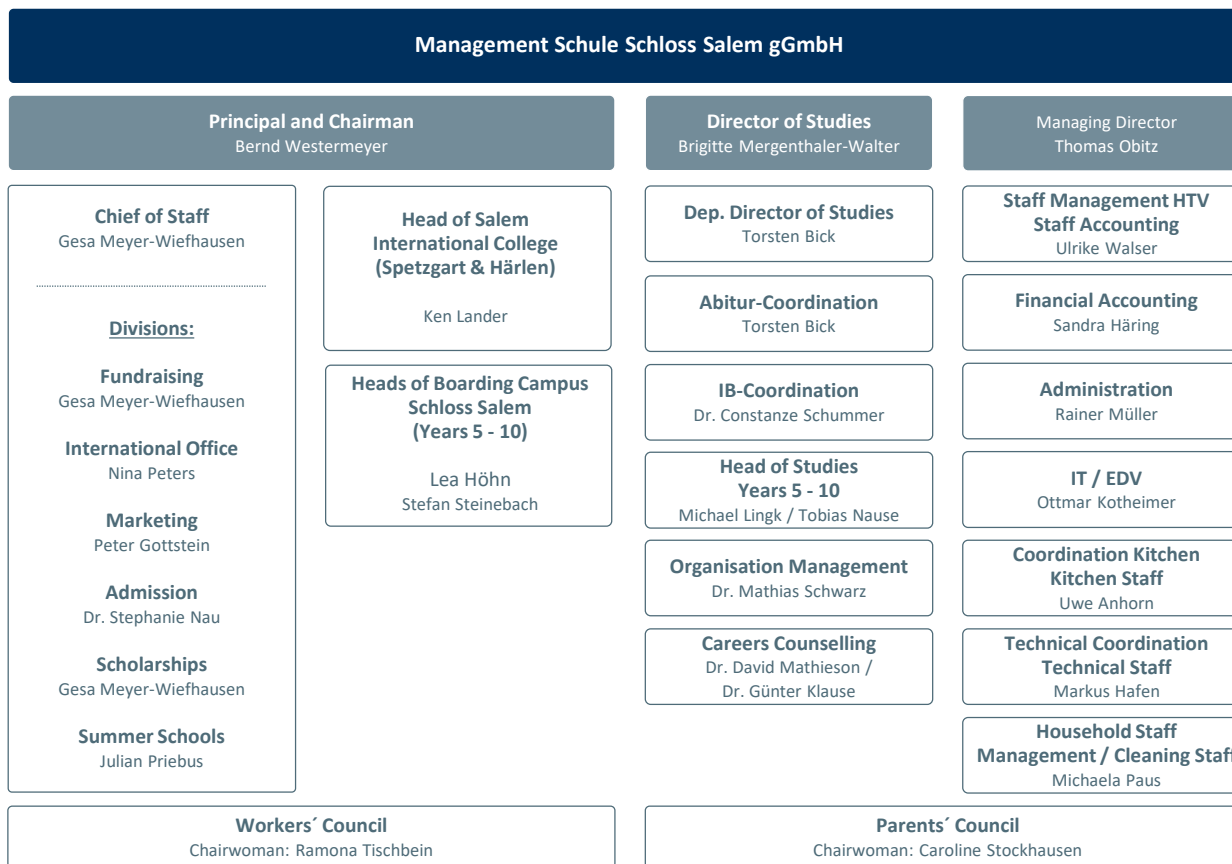 Management Schule Schloss Salem gGmbH
Principal and Chairman
Bernd Westermeyer
Director of Studies
Brigitte Mergenthaler-Walter
Managing Director
Thomas Obitz
Chief of Staff
Gesa Meyer-Wiefhausen
Divisions:
Fundraising
Gesa Meyer-Wiefhausen
International Office
Nina Peters
Marketing
Peter Gottstein
Admission
Dr. Stephanie Nau
Scholarships
Gesa Meyer-Wiefhausen
Summer Schools
Julian Priebus
Head of Salem
International College
(Spetzgart & Härlen)
Ken Lander
Heads of Boarding Campus
Schloss Salem
(Years 5 - 10)
Lea Höhn
Stefan Steinebach
Dep. Director of Studies
Torsten Bick
Abitur-Coordination
Torsten Bick
IB-Coordination
Dr. Constanze Schummer
Head of Studies
Years 5 - 10
Michael Lingk / Tobias Nause
Organisation Management
Dr. Mathias Schwarz
Careers Counselling
Dr. David Mathieson /
Dr. Günter Klause
Staff Management HTV
Staff Accounting
Ulrike Walser
Financial Accounting
Sandra Häring
Administration
Rainer Müller
IT / EDV
Ottmar Kotheimer
Coordination Kitchen
Kitchen Staff
Uwe Anhorn
Technical Coordination
Technical Staff
Markus Hafen
Household Staff
Management / Cleaning Staff
Michaela Paus
Workers´ Council
Chairwoman: Ramona Tischbein
Parents´ Council
Chairwoman: Caroline Stockhausen